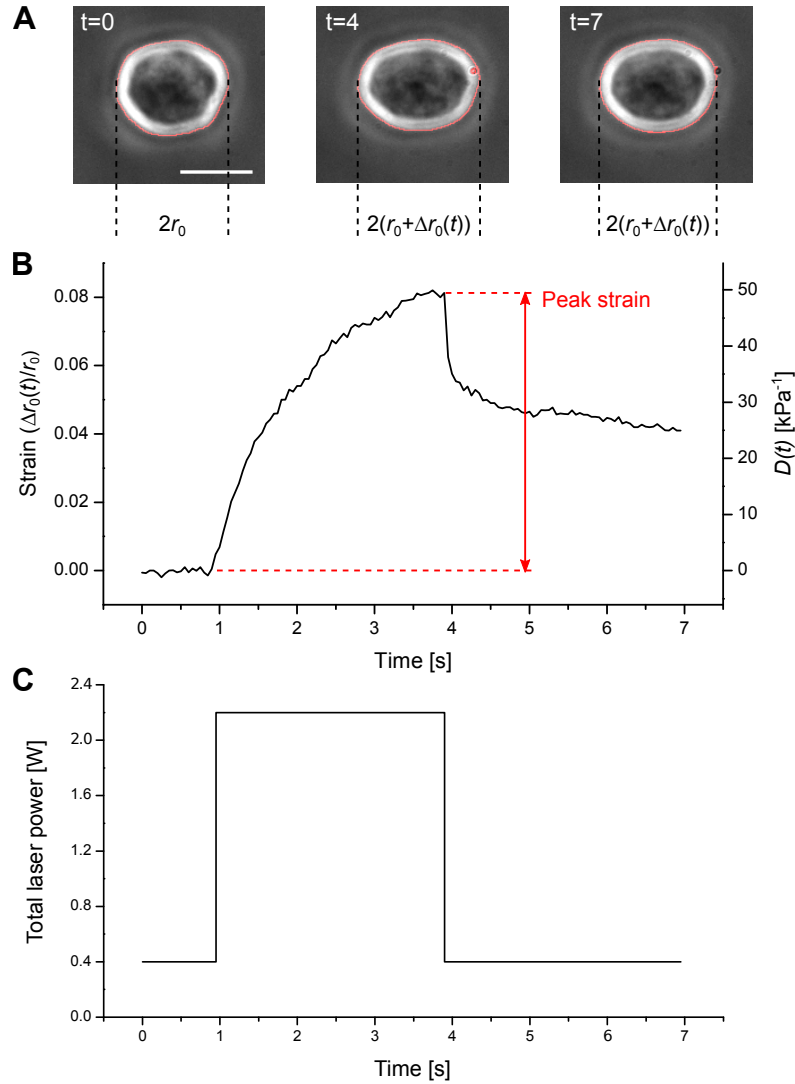 A
t=0
t=4
t=7
2r₀
2(r₀+Δr₀(t))
2(r₀+Δr₀(t))
B
Strain (Δr₀(t)/r₀)
0.08
0.06
0.04
0.02
0.00
Peak strain
50
40
30
20
10
0
D(t) [kPa⁻¹]
0 1 2 3 4 5 6 7
Time [s]
C
Total laser power [W]
2.4
2.0
1.6
1.2
0.8
0.4
0.0
0 1 2 3 4 5 6 7
Time [s]